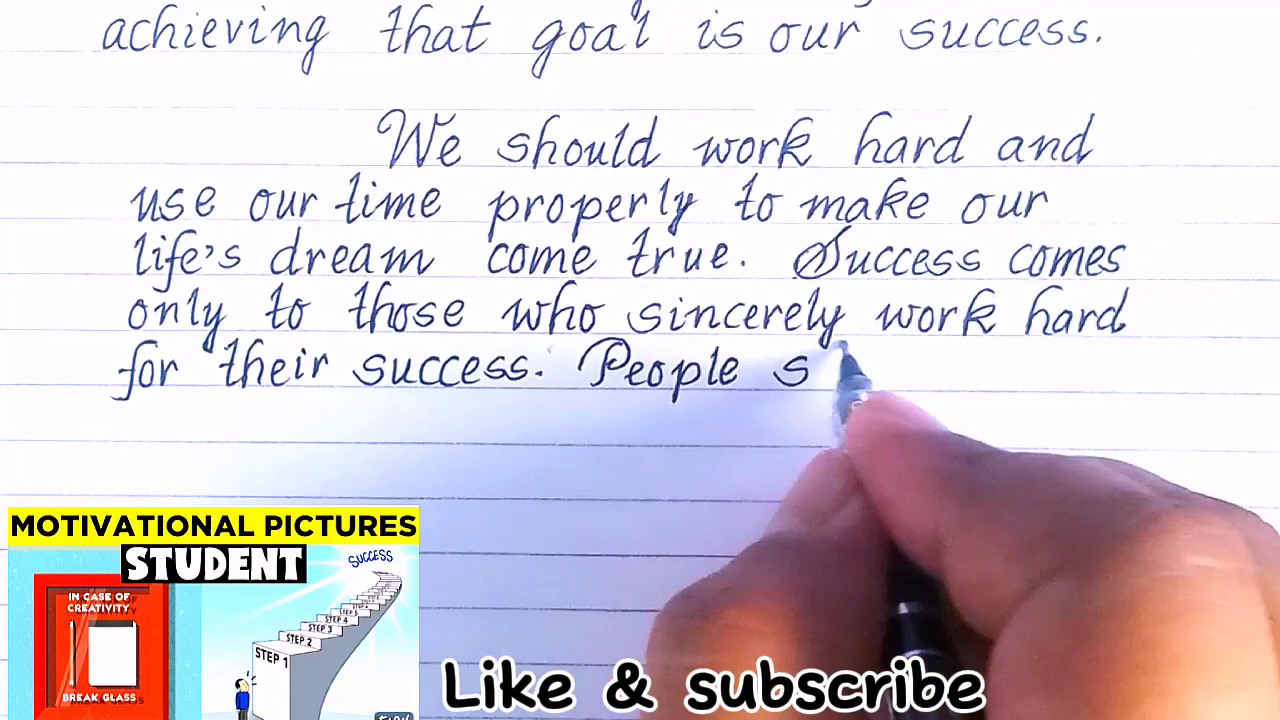 achieving that goal is our success.
We should work hard and
use our time properly to make our
life's dream come true. Success comes
only to those who sincerely work hard
for their success. People s
MOTIVATIONAL PICTURES
STUDENT
IN CASE OF
CREATIVITY
BREAK GLASS
SUCCESS
STEP 4
STEP 3
STEP 2
STEP 1
Like & subscribe